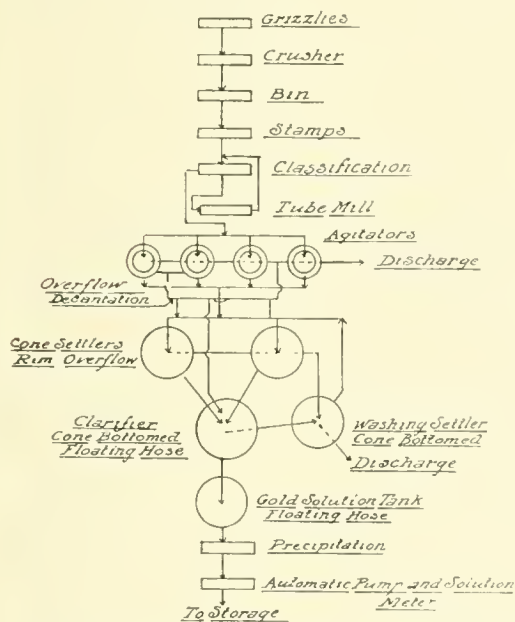 Grizzlies
Crusher
Bin
Stamps
Classification
Tube Mill
Agitators
Discharge
Overflow
Decantation
Cone Settlers
Rim Overflow
Clarifier
Cone Bottomed
Floating Hose
Washing Settler
Cone Bottomed
Discharge
Gold Solution Tank
Floating Hose
Precipitation
Automatic Pump and Solution
Meter
To Storage